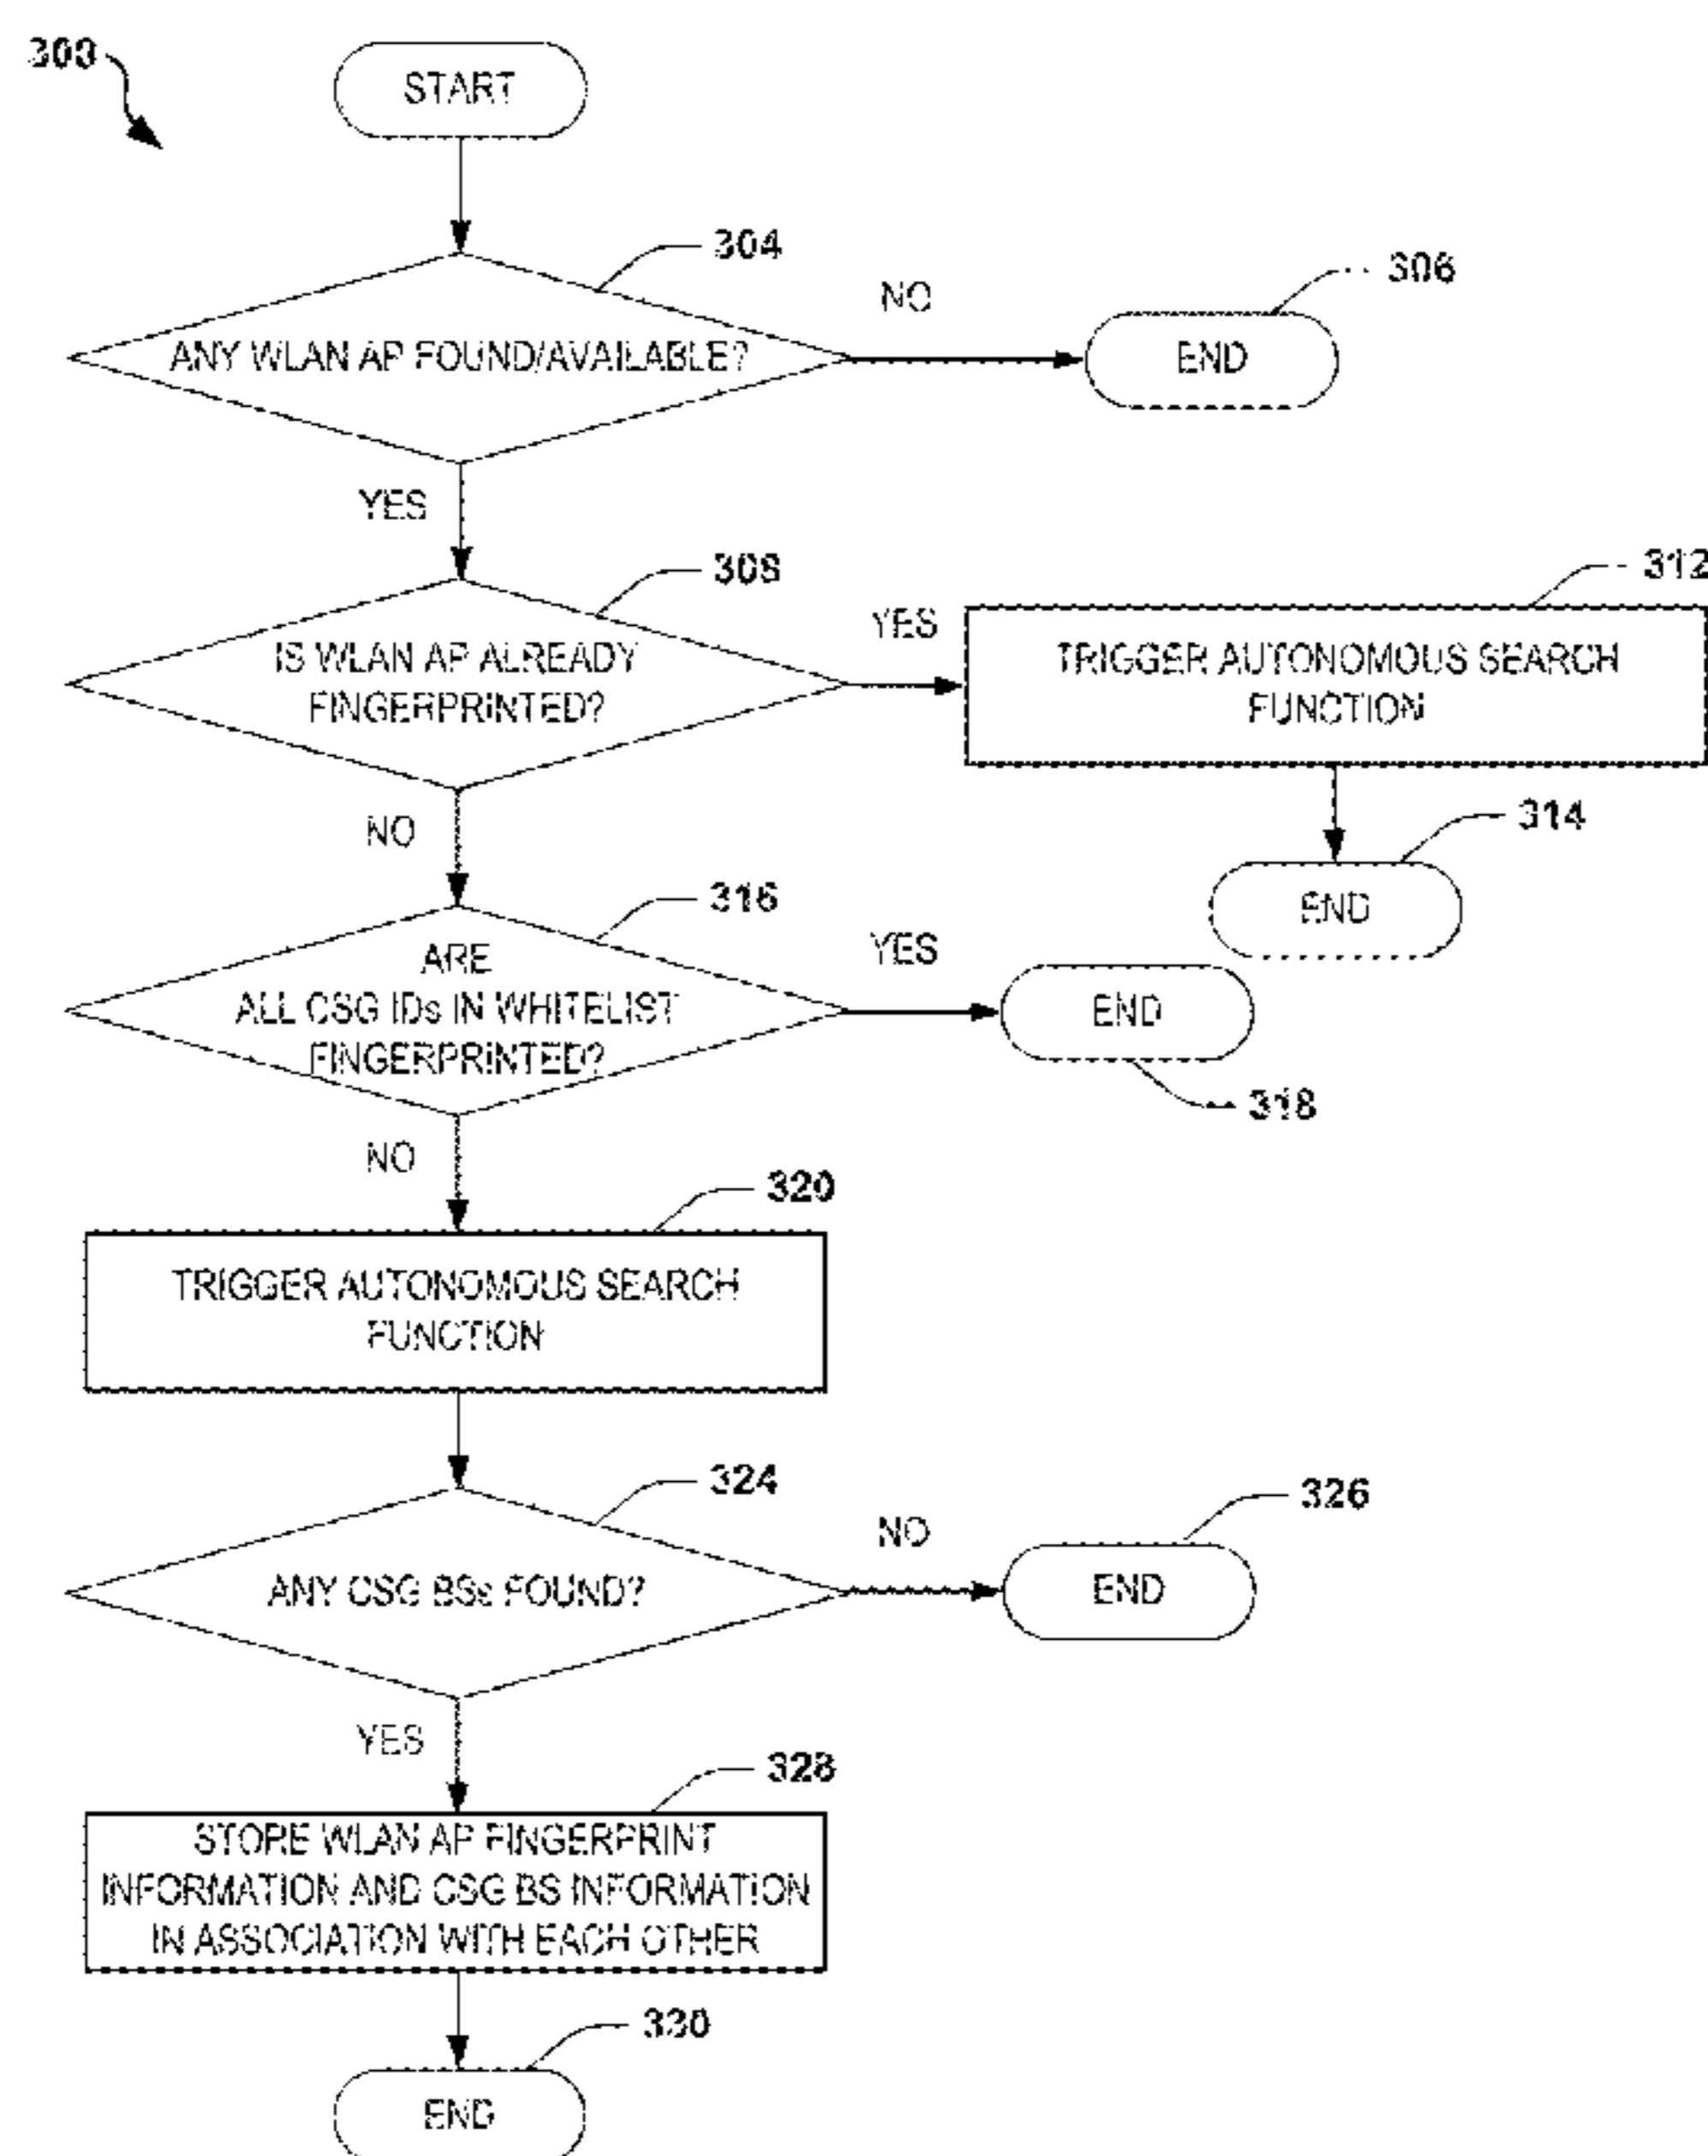 300
START
304
ANY WLAN AP FOUND/AVAILABLE?
NO
306
END
YES
308
IS WLAN AP ALREADY
FINGERPRINTED?
YES
312
TRIGGER AUTONOMOUS SEARCH
FUNCTION
314
END
NO
316
ARE
ALL CSG IDs IN WHITELIST
FINGERPRINTED?
YES
END
318
NO
320
TRIGGER AUTONOMOUS SEARCH
FUNCTION
324
ANY CSG BSs FOUND?
NO
326
END
YES
328
STORE WLAN AP FINGERPRINT
INFORMATION AND CSG BS INFORMATION
IN ASSOCIATION WITH EACH OTHER
330
END